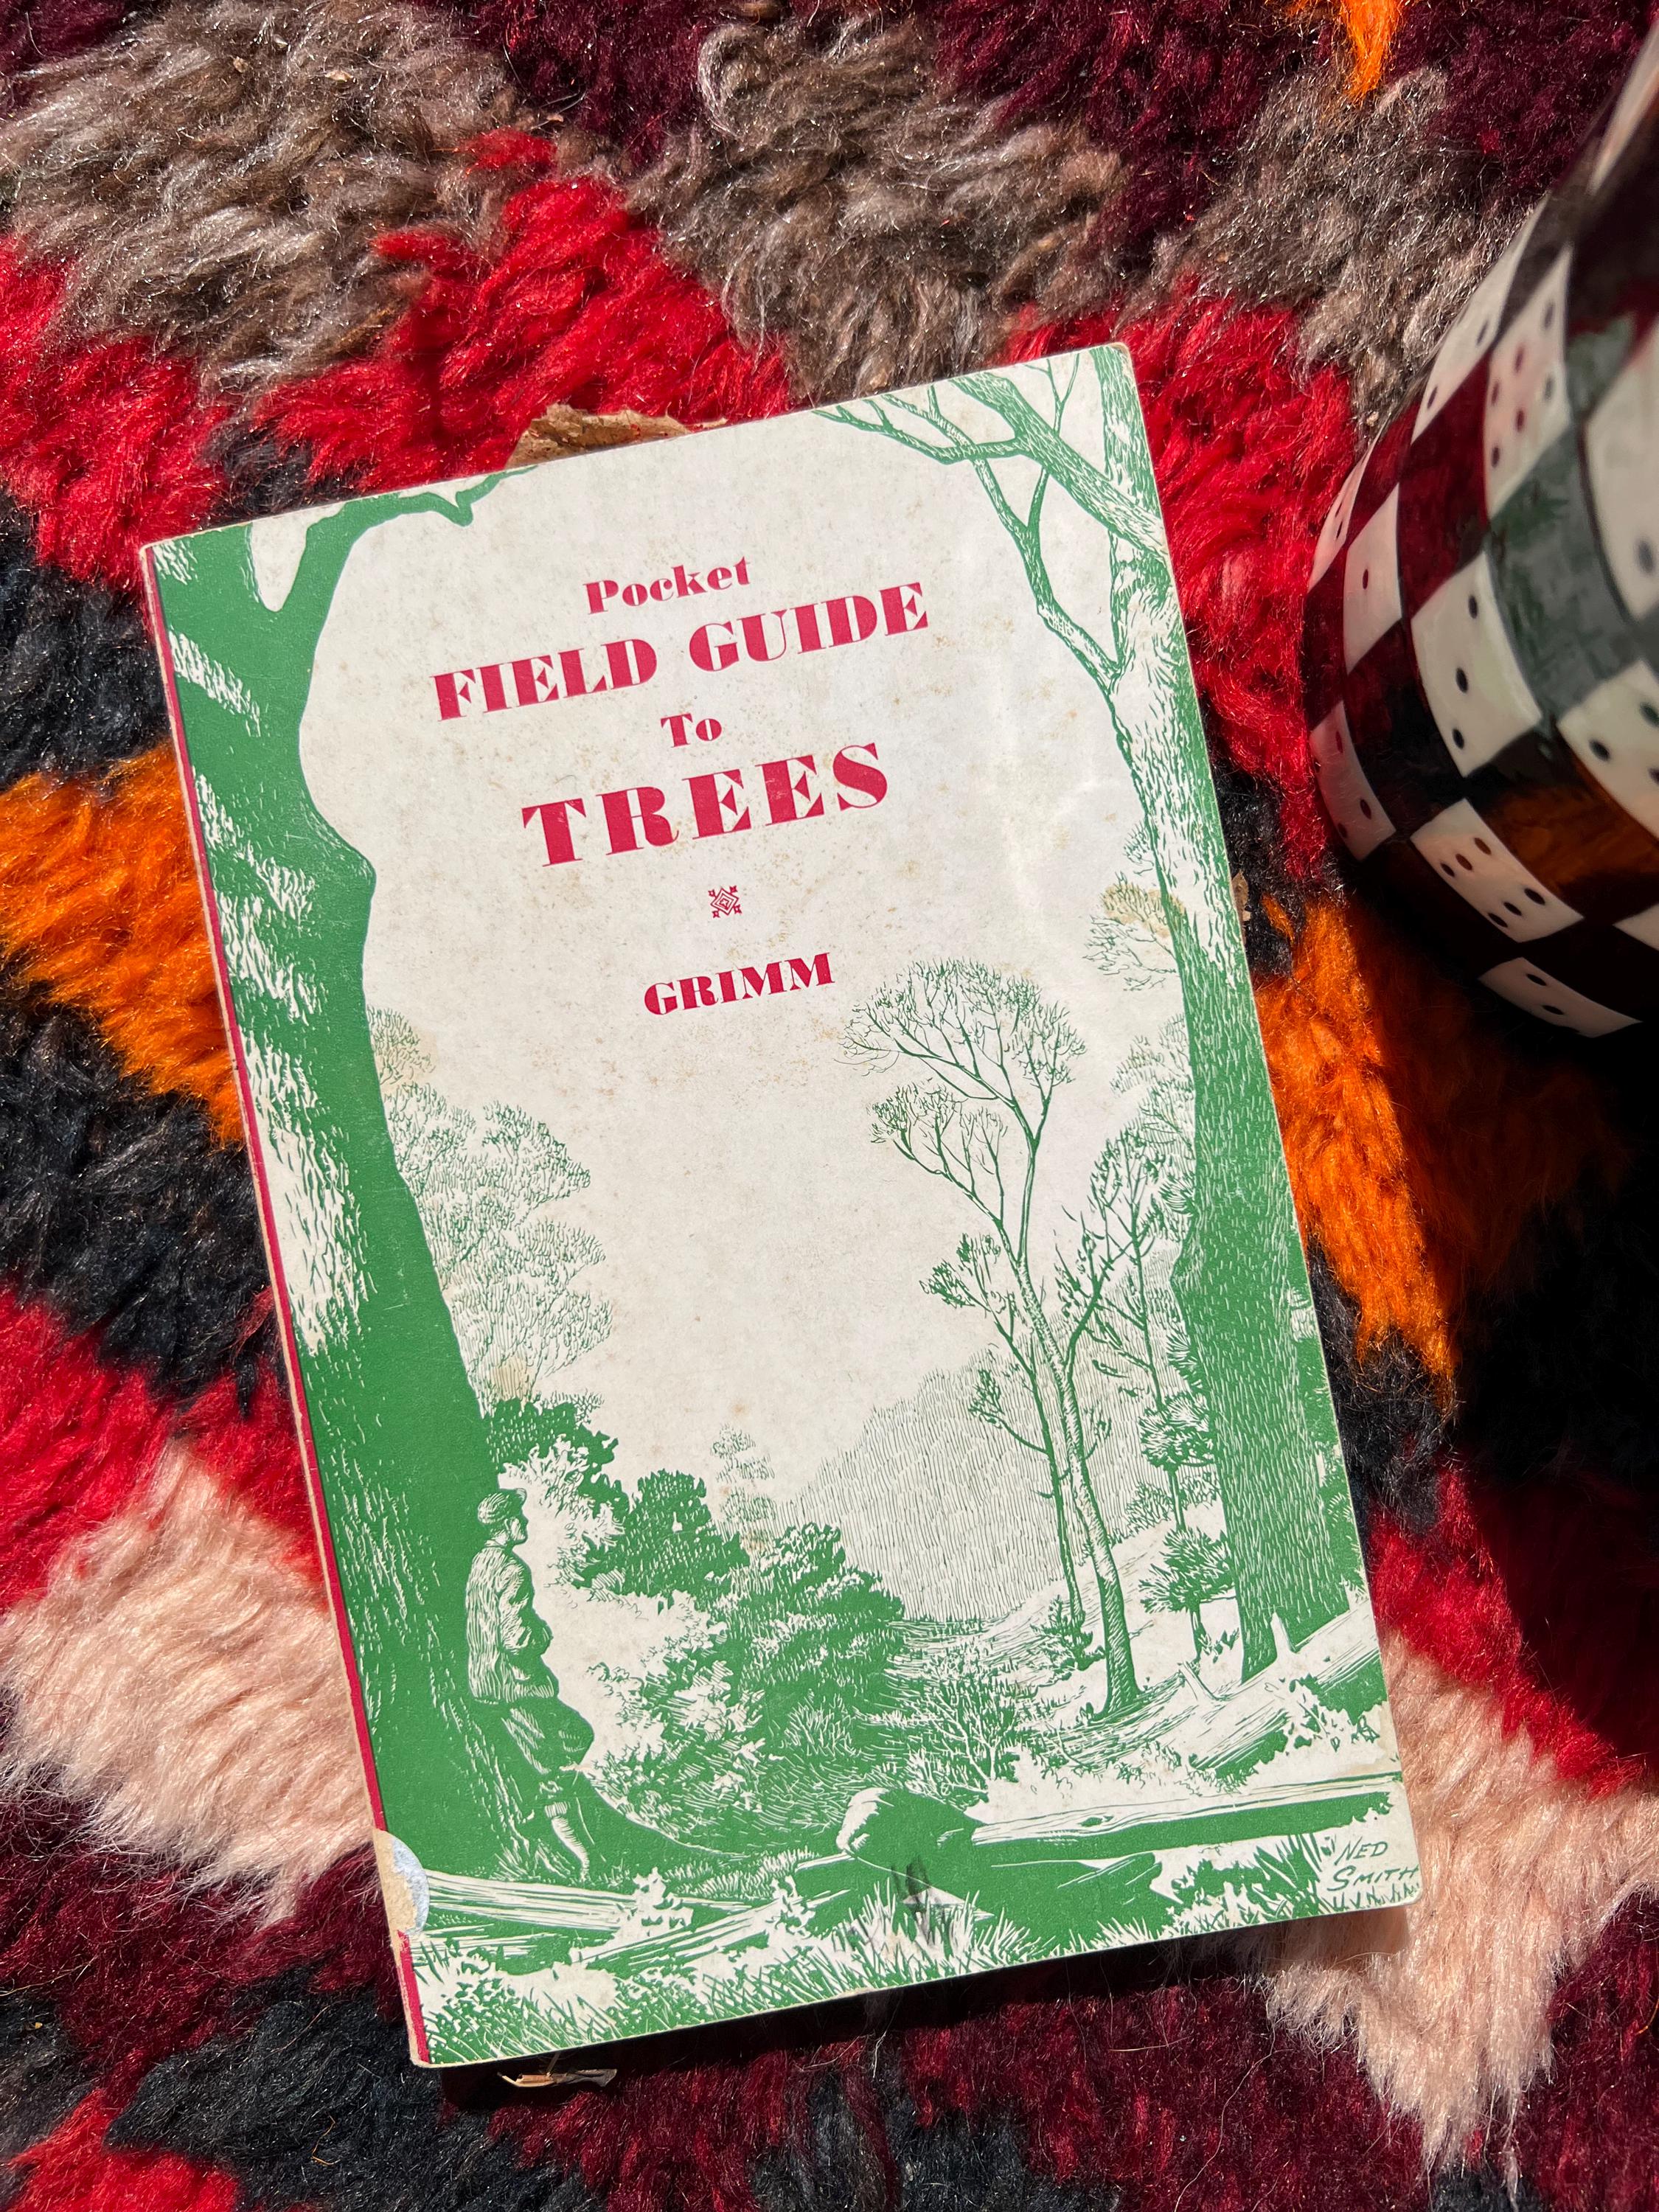 Pocket
FIELD GUIDE
To
TREES
GRIMM
NED
SMITH